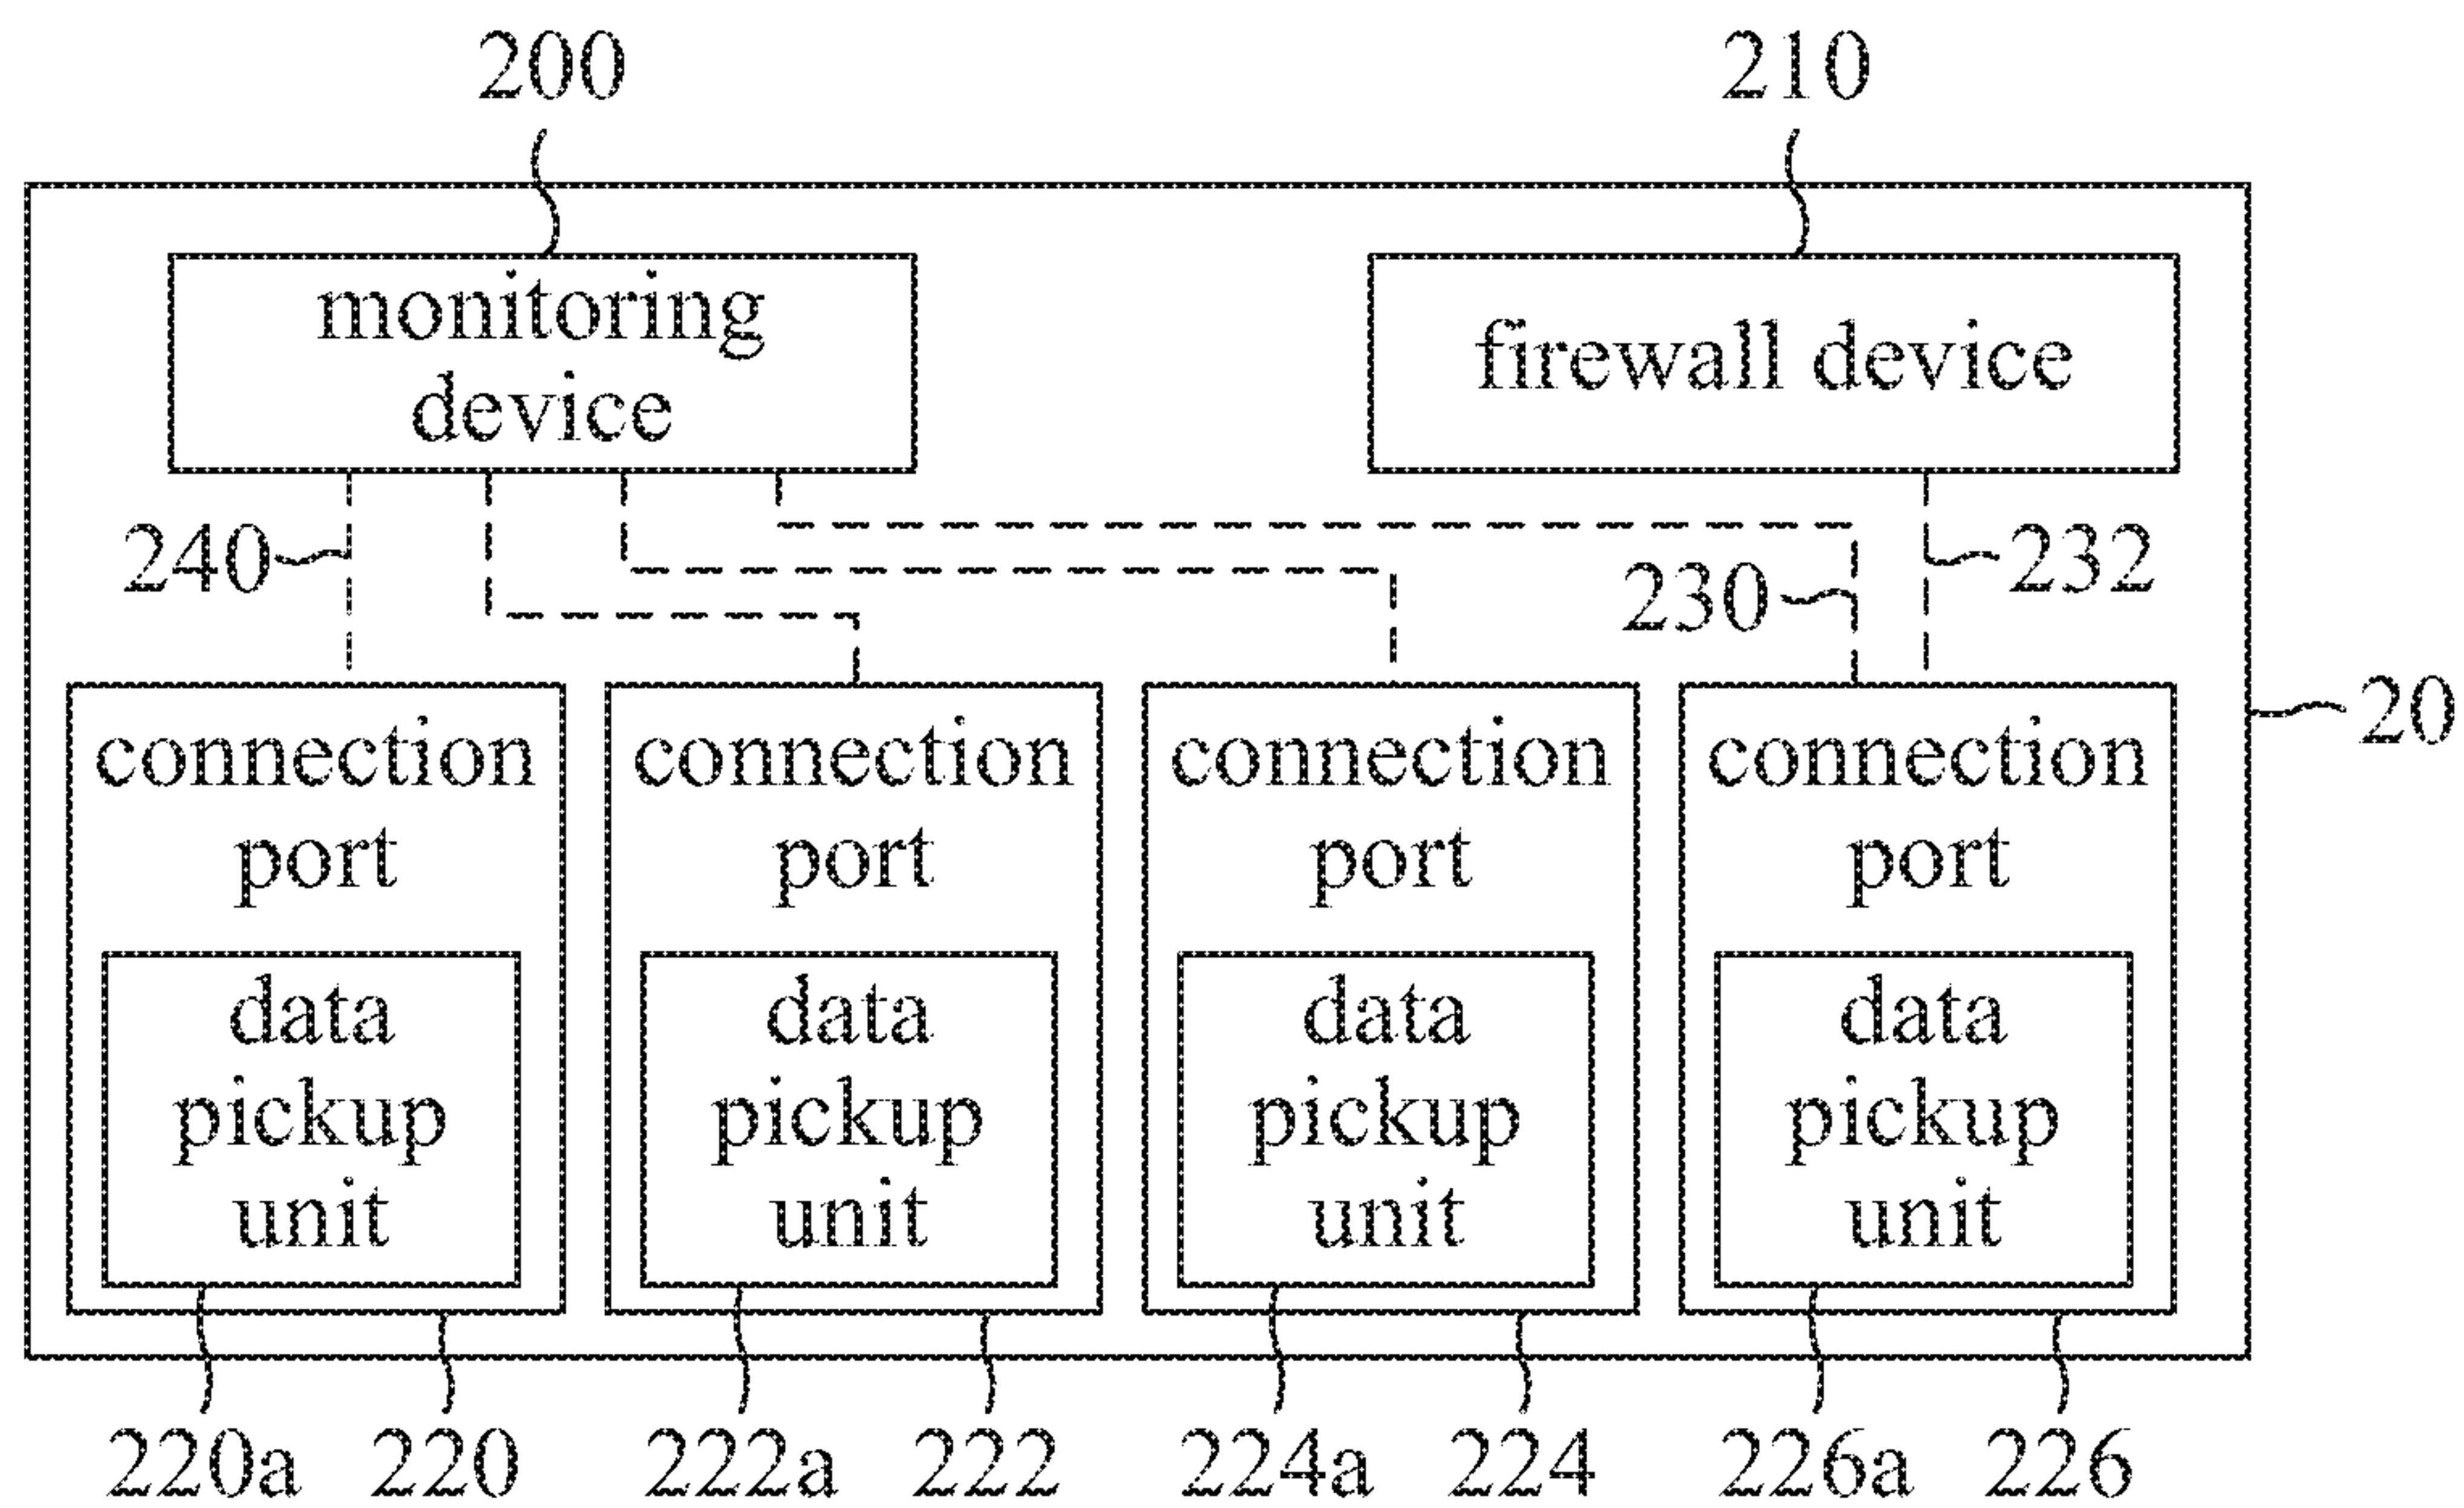 200
210
monitoring
device
firewall device
240
230
232
20
connection
port
data
pickup
unit
connection
port
data
pickup
unit
connection
port
data
pickup
unit
connection
port
data
pickup
unit
220a
220
222a
222
224a
224
226a
226